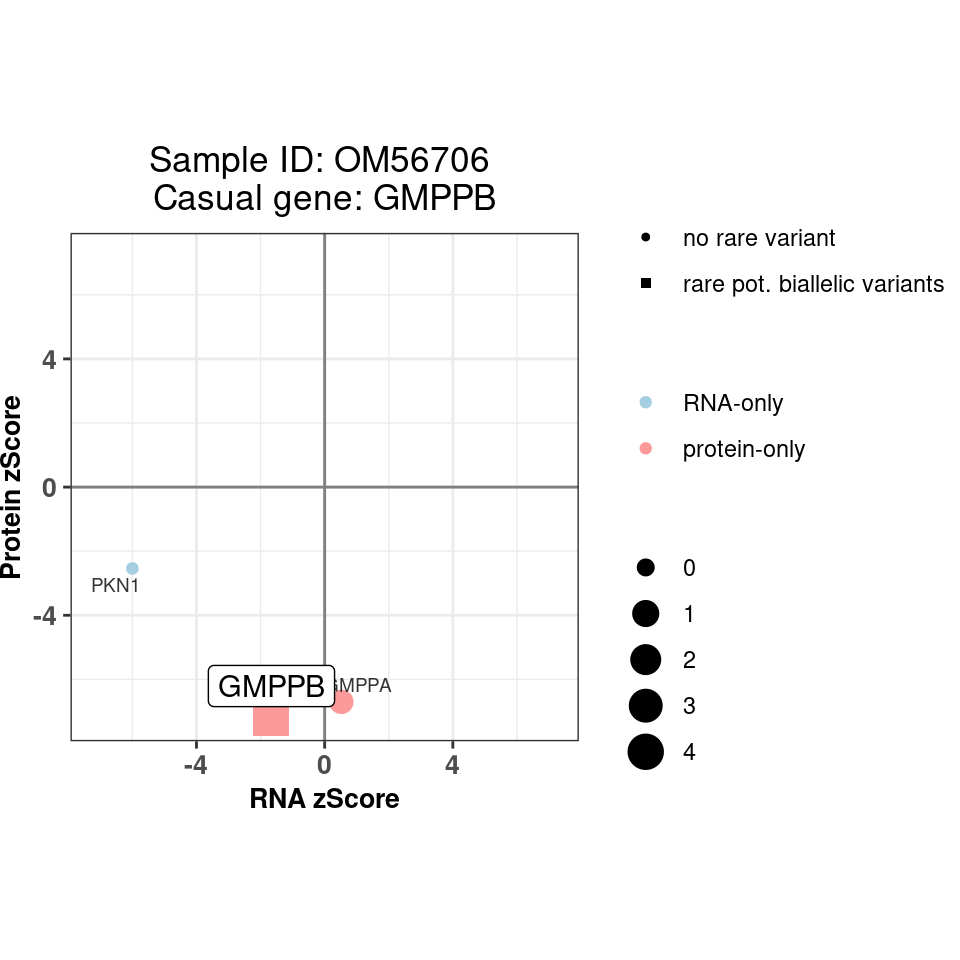 Sample ID: OM56706
Casual gene: GMPPB
no rare variant
rare pot. biallelic variants
RNA-only
protein-only
0
1
2
3
4
Protein zScore
4
0
-4
PKN1
GMPPB
GMPPA
-4
0
4
RNA zScore